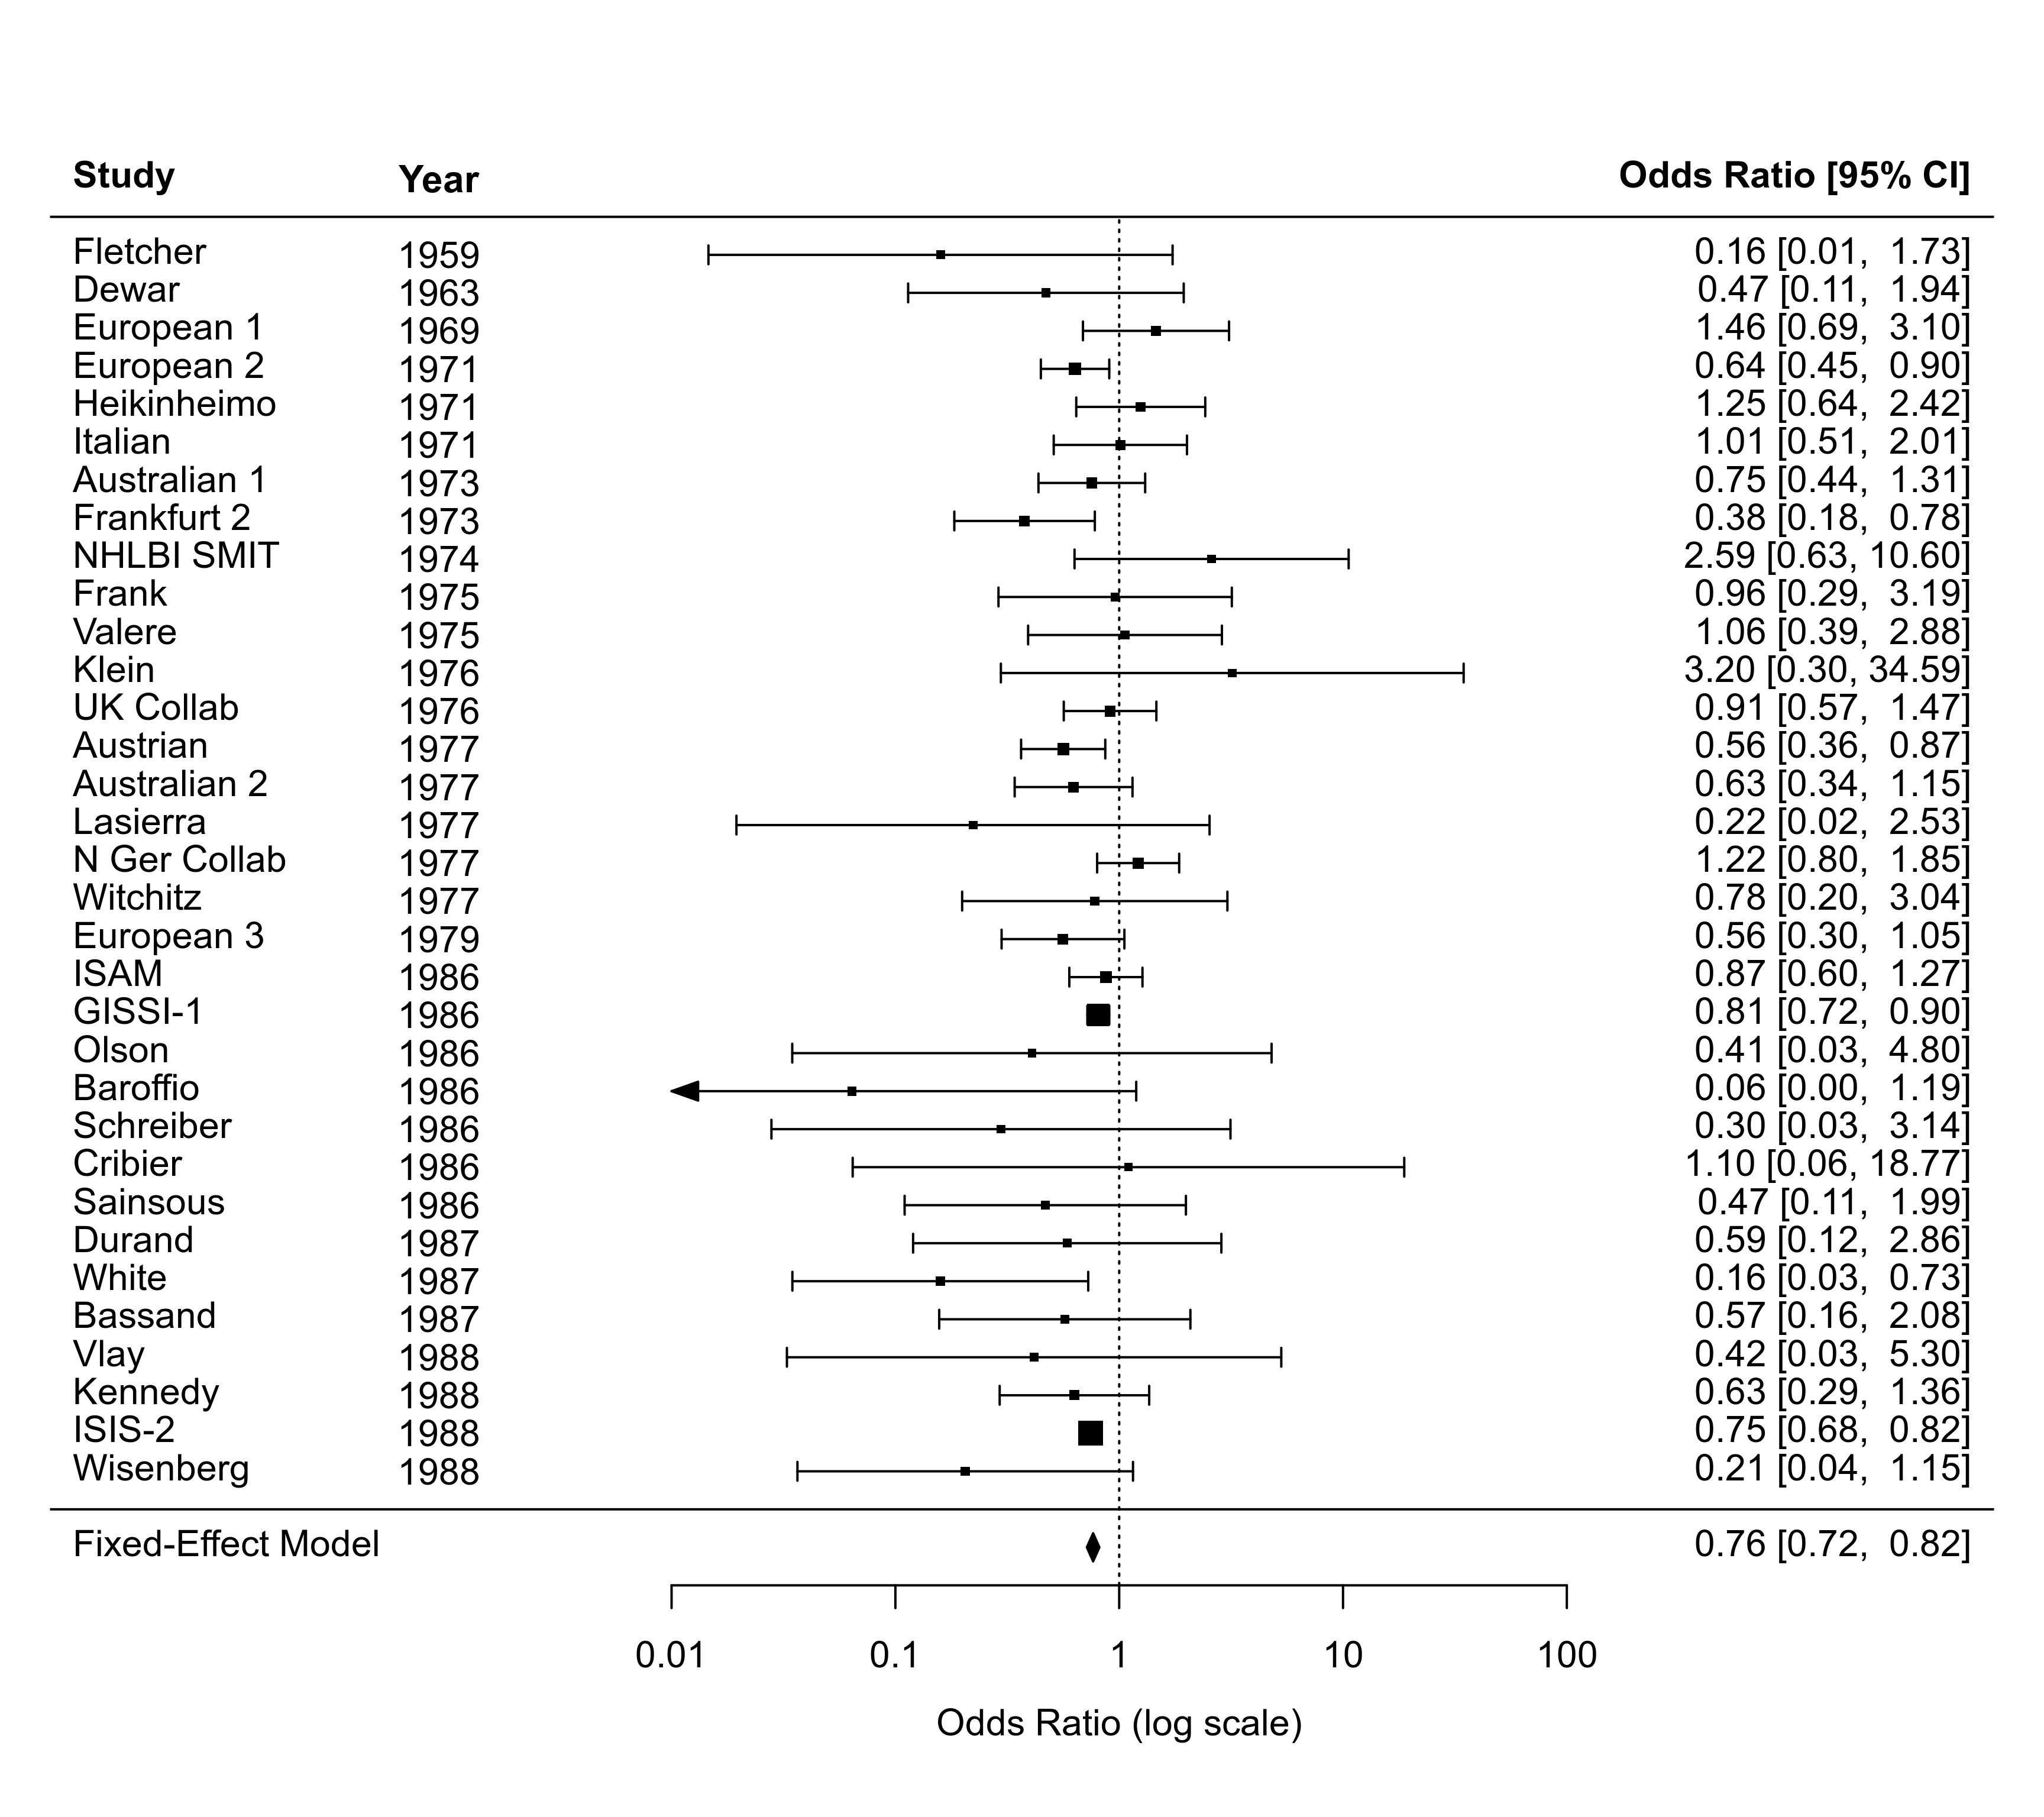 Study Year Odds Ratio [95% CI]
Fletcher 1959 0.16 [0.01, 1.73]
Dewar 1963 0.47 [0.11, 1.94]
European 1 1969 1.46 [0.69, 3.10]
European 2 1971 0.64 [0.45, 0.90]
Heikinheimo 1971 1.25 [0.64, 2.42]
Italian 1971 1.01 [0.51, 2.01]
Australian 1 1973 0.75 [0.44, 1.31]
Frankfurt 2 1973 0.38 [0.18, 0.78]
NHLBI SMIT 1974 2.59 [0.63, 10.60]
Frank 1975 0.96 [0.29, 3.19]
Valere 1975 1.06 [0.39, 2.88]
Klein 1976 3.20 [0.30, 34.59]
UK Collab 1976 0.91 [0.57, 1.47]
Austrian 1977 0.56 [0.36, 0.87]
Australian 2 1977 0.63 [0.34, 1.15]
Lasierra 1977 0.22 [0.02, 2.53]
N Ger Collab 1977 1.22 [0.80, 1.85]
Witchitz 1977 0.78 [0.20, 3.04]
European 3 1979 0.56 [0.30, 1.05]
ISAM 1986 0.87 [0.60, 1.27]
GISSI-1 1986 0.81 [0.72, 0.90]
Olson 1986 0.41 [0.03, 4.80]
Baroffio 1986 0.06 [0.00, 1.19]
Schreiber 1986 0.30 [0.03, 3.14]
Cribier 1986 1.10 [0.06, 18.77]
Sainsous 1986 0.47 [0.11, 1.99]
Durand 1987 0.59 [0.12, 2.86]
White 1987 0.16 [0.03, 0.73]
Bassand 1987 0.57 [0.16, 2.08]
Vlay 1988 0.42 [0.03, 5.30]
Kennedy 1988 0.63 [0.29, 1.36]
ISIS-2 1988 0.75 [0.68, 0.82]
Wisenberg 1988 0.21 [0.04, 1.15]
Fixed-Effect Model 0.76 [0.72, 0.82]
0.01 0.1 1 10 100
Odds Ratio (log scale)